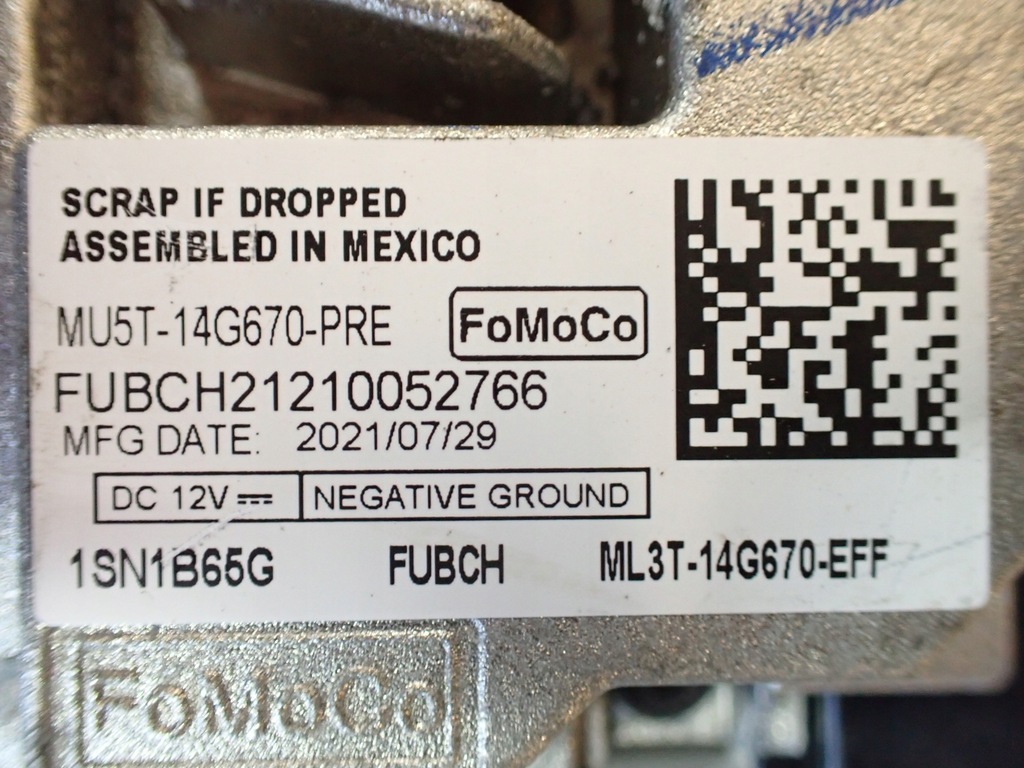 SCRAP IF DROPPED
ASSEMBLED IN MEXICO
MU5T-14G670-PRE FoMoCo
FUBCH21210052766
MFG DATE: 2021/07/29
DC 12V NEGATIVE GROUND
1SN1B65G FUBCH ML3T-14G670-EFF
FoMoCo